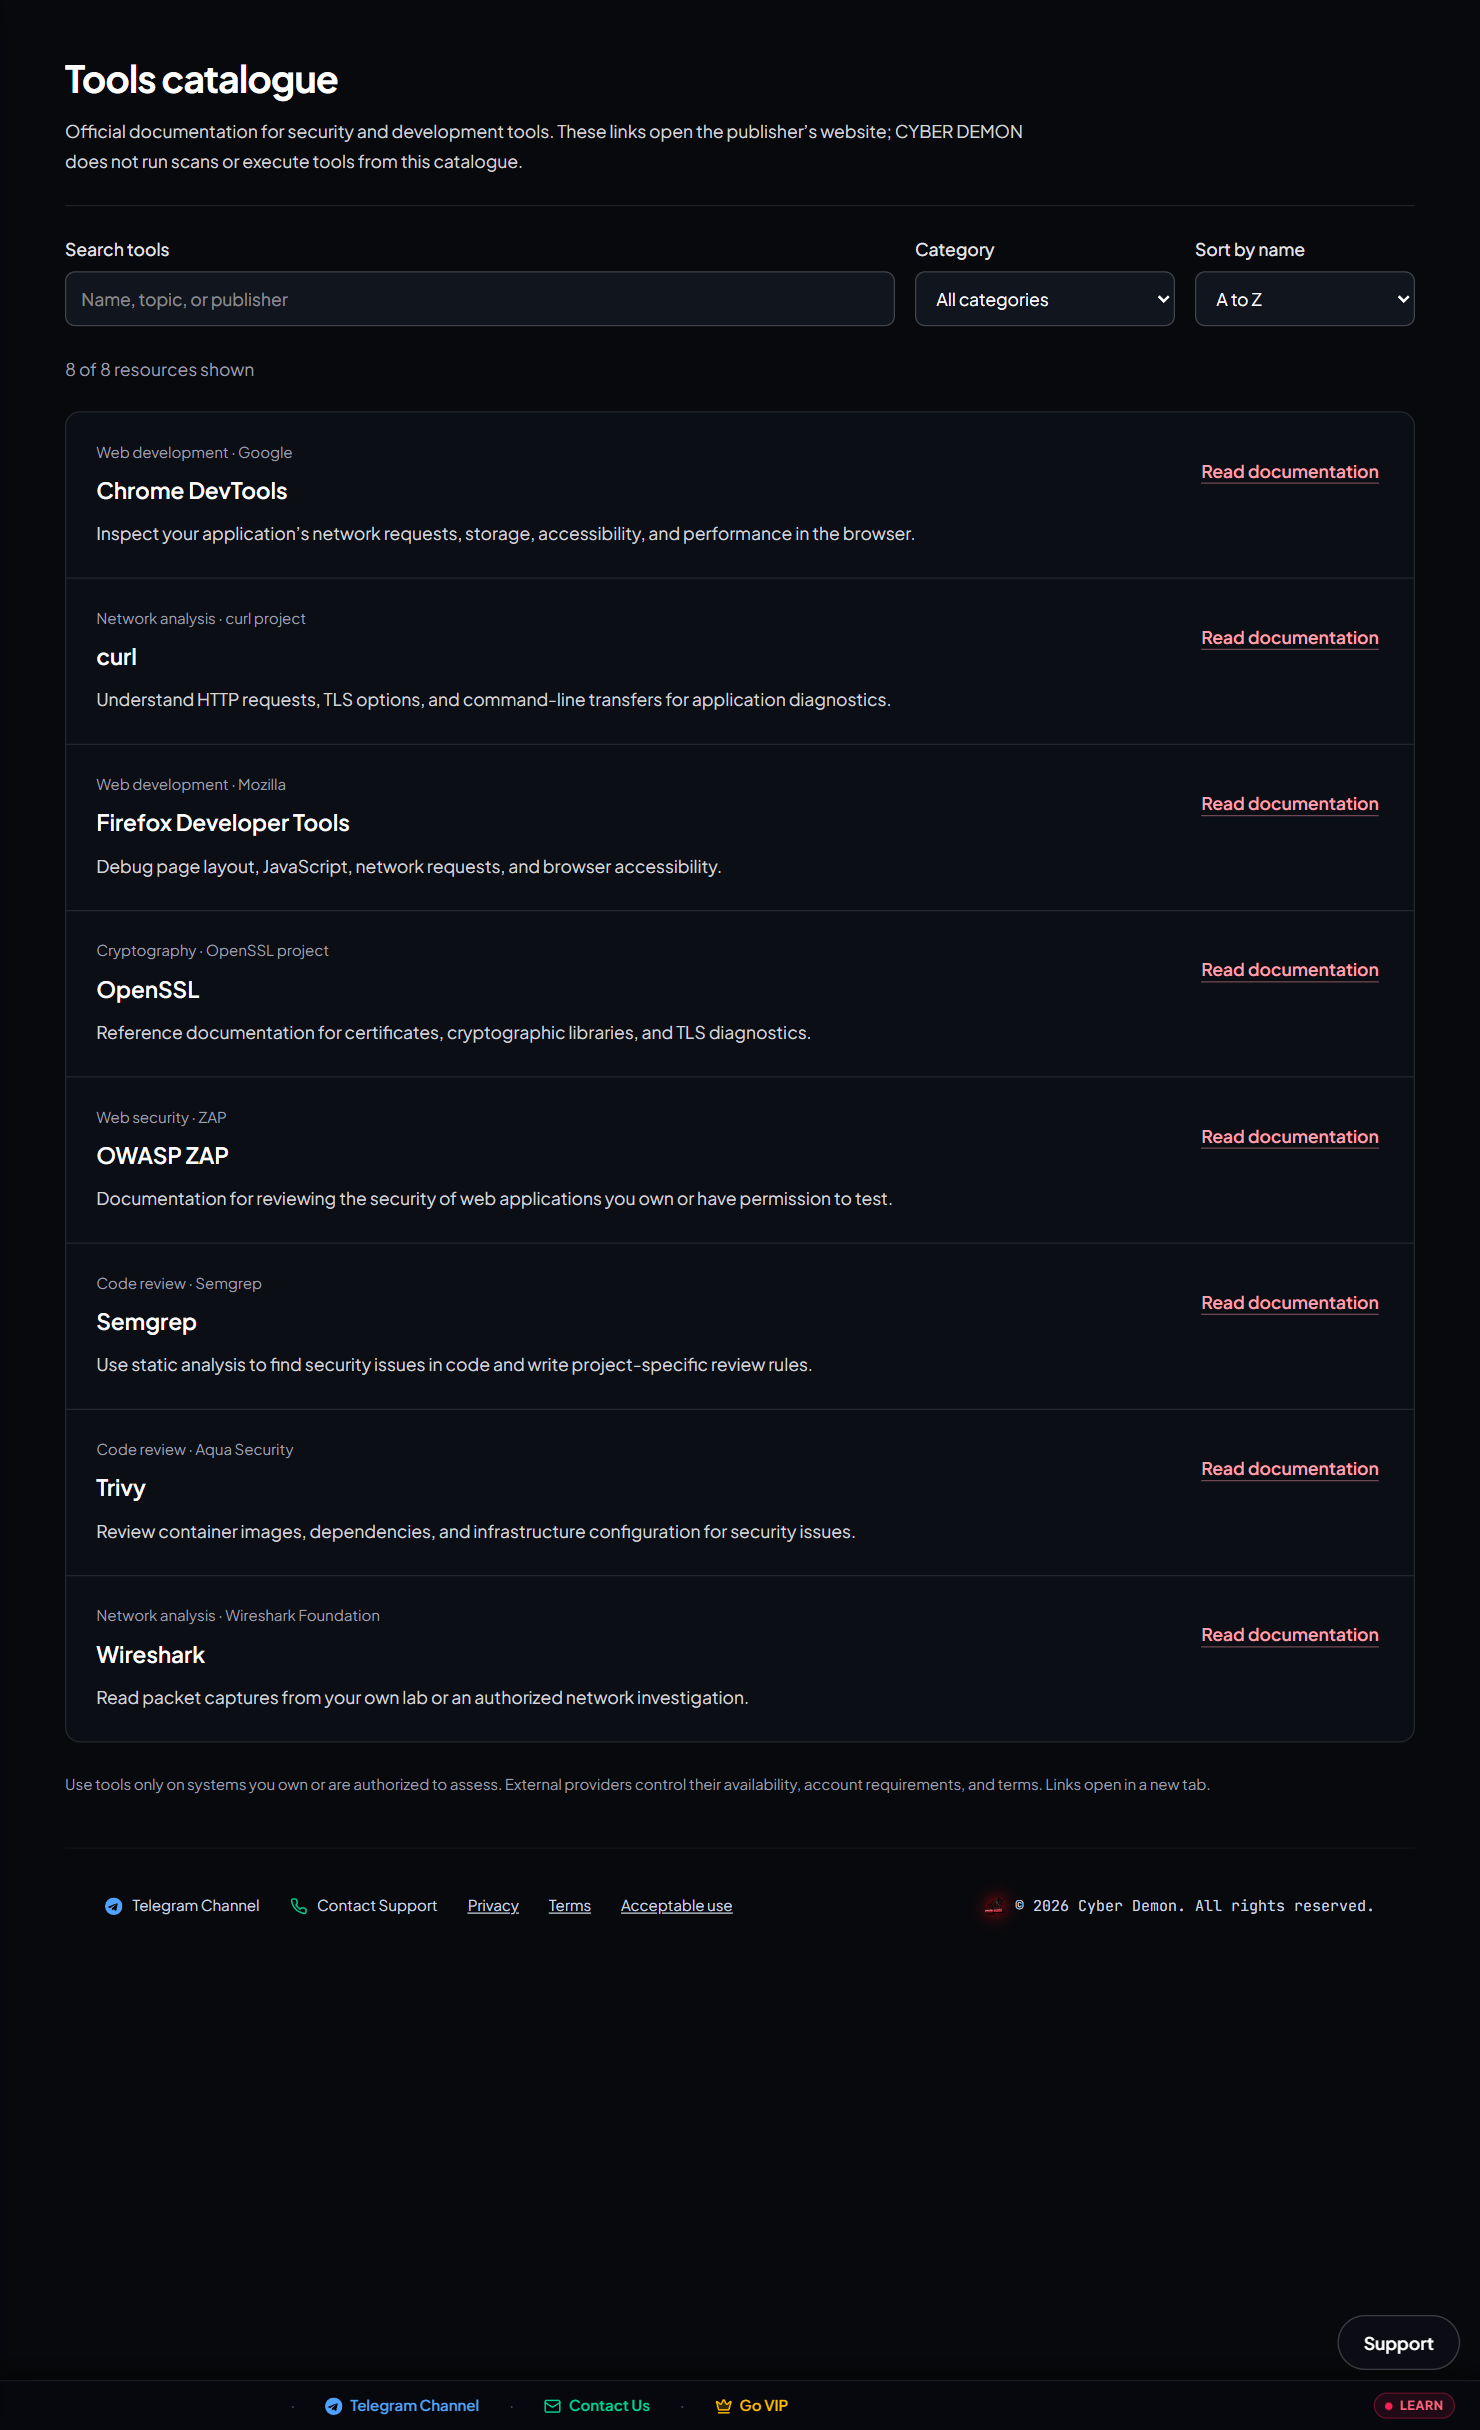 Tools catalogue
Official documentation for security and development tools. These links open the publisher’s website; CYBER DEMON
does not run scans or execute tools from this catalogue.
Search tools
Category
Sort by name
Name, topic, or publisher
All categories
A to Z
8 of 8 resources shown
Web development · Google
Read documentation
Chrome DevTools
Inspect your application’s network requests, storage, accessibility, and performance in the browser.
Network analysis · curl project
Read documentation
curl
Understand HTTP requests, TLS options, and command-line transfers for application diagnostics.
Web development · Mozilla
Read documentation
Firefox Developer Tools
Debug page layout, JavaScript, network requests, and browser accessibility.
Cryptography · OpenSSL project
Read documentation
OpenSSL
Reference documentation for certificates, cryptographic libraries, and TLS diagnostics.
Web security · ZAP
Read documentation
OWASP ZAP
Documentation for reviewing the security of web applications you own or have permission to test.
Code review · Semgrep
Read documentation
Semgrep
Use static analysis to find security issues in code and write project-specific review rules.
Code review · Aqua Security
Read documentation
Trivy
Review container images, dependencies, and infrastructure configuration for security issues.
Network analysis · Wireshark Foundation
Read documentation
Wireshark
Read packet captures from your own lab or an authorized network investigation.
Use tools only on systems you own or are authorized to assess. External providers control their availability, account requirements, and terms. Links open in a new tab.
Telegram Channel
Contact Support
Privacy
Terms
Acceptable use
© 2026 Cyber Demon. All rights reserved.
Support
· Telegram Channel · Contact Us · Go VIP
LEARN